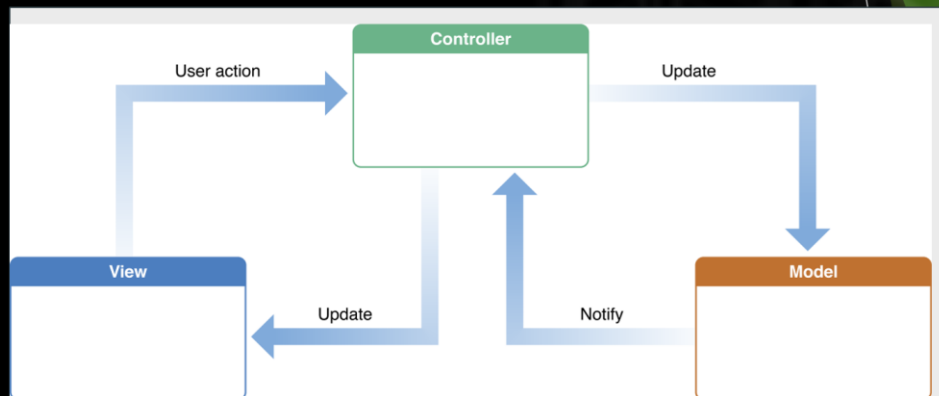 Controller
User action
Update
View
Model
Update
Notify